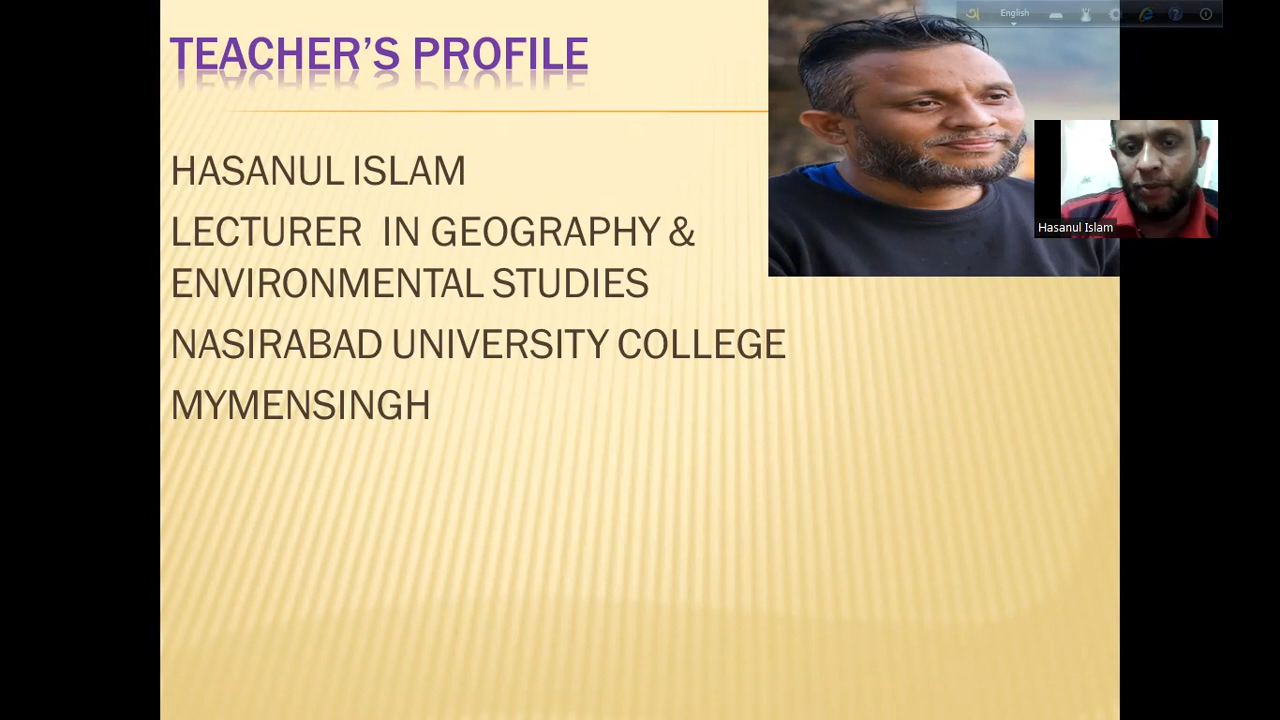 TEACHER'S PROFILE
HASANUL ISLAM
LECTURER IN GEOGRAPHY &
ENVIRONMENTAL STUDIES
NASIRABAD UNIVERSITY COLLEGE
MYMENSINGH
English
Hasanul Islam